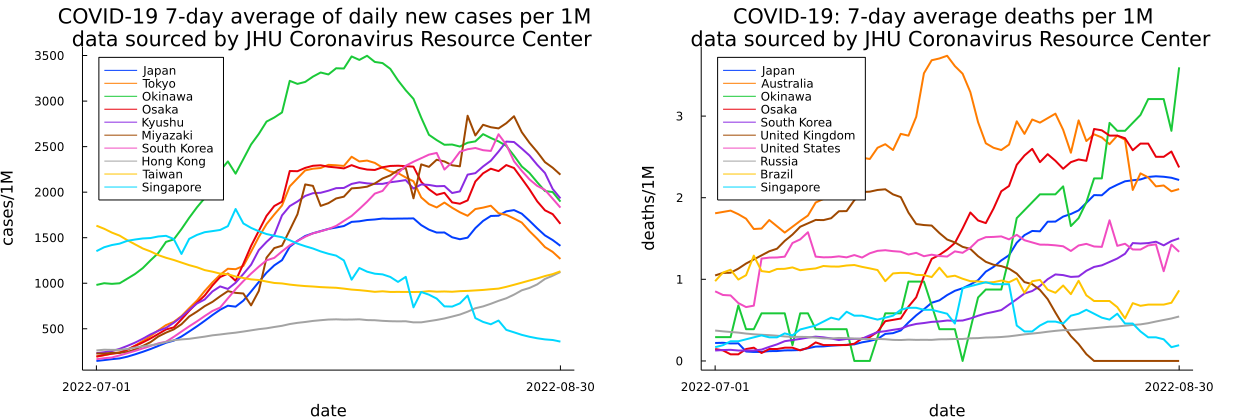 COVID-19 7-day average of daily new cases per 1M
data sourced by JHU Coronavirus Resource Center
3500
3000
2500
2000
1500
1000
500
cases/1M
Japan
Tokyo
Okinawa
Osaka
Kyushu
Miyazaki
South Korea
Hong Kong
Taiwan
Singapore
2022-07-01
2022-08-30
date
COVID-19: 7-day average deaths per 1M
data sourced by JHU Coronavirus Resource Center
3
2
1
0
deaths/1M
Japan
Australia
Okinawa
Osaka
South Korea
United Kingdom
United States
Russia
Brazil
Singapore
2022-07-01
2022-08-30
date